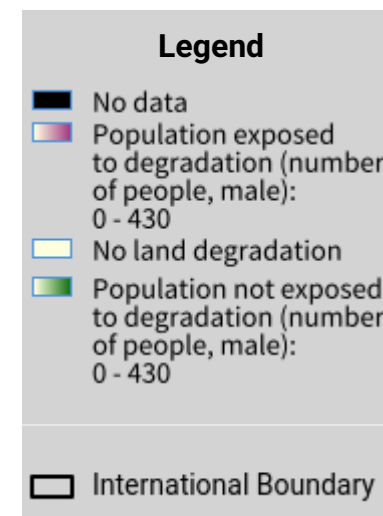 Legend
No data
Population exposed
to degradation (number
of people, male):
0 - 430
No land degradation
Population not exposed
to degradation (number
of people, male):
0 - 430
International Boundary